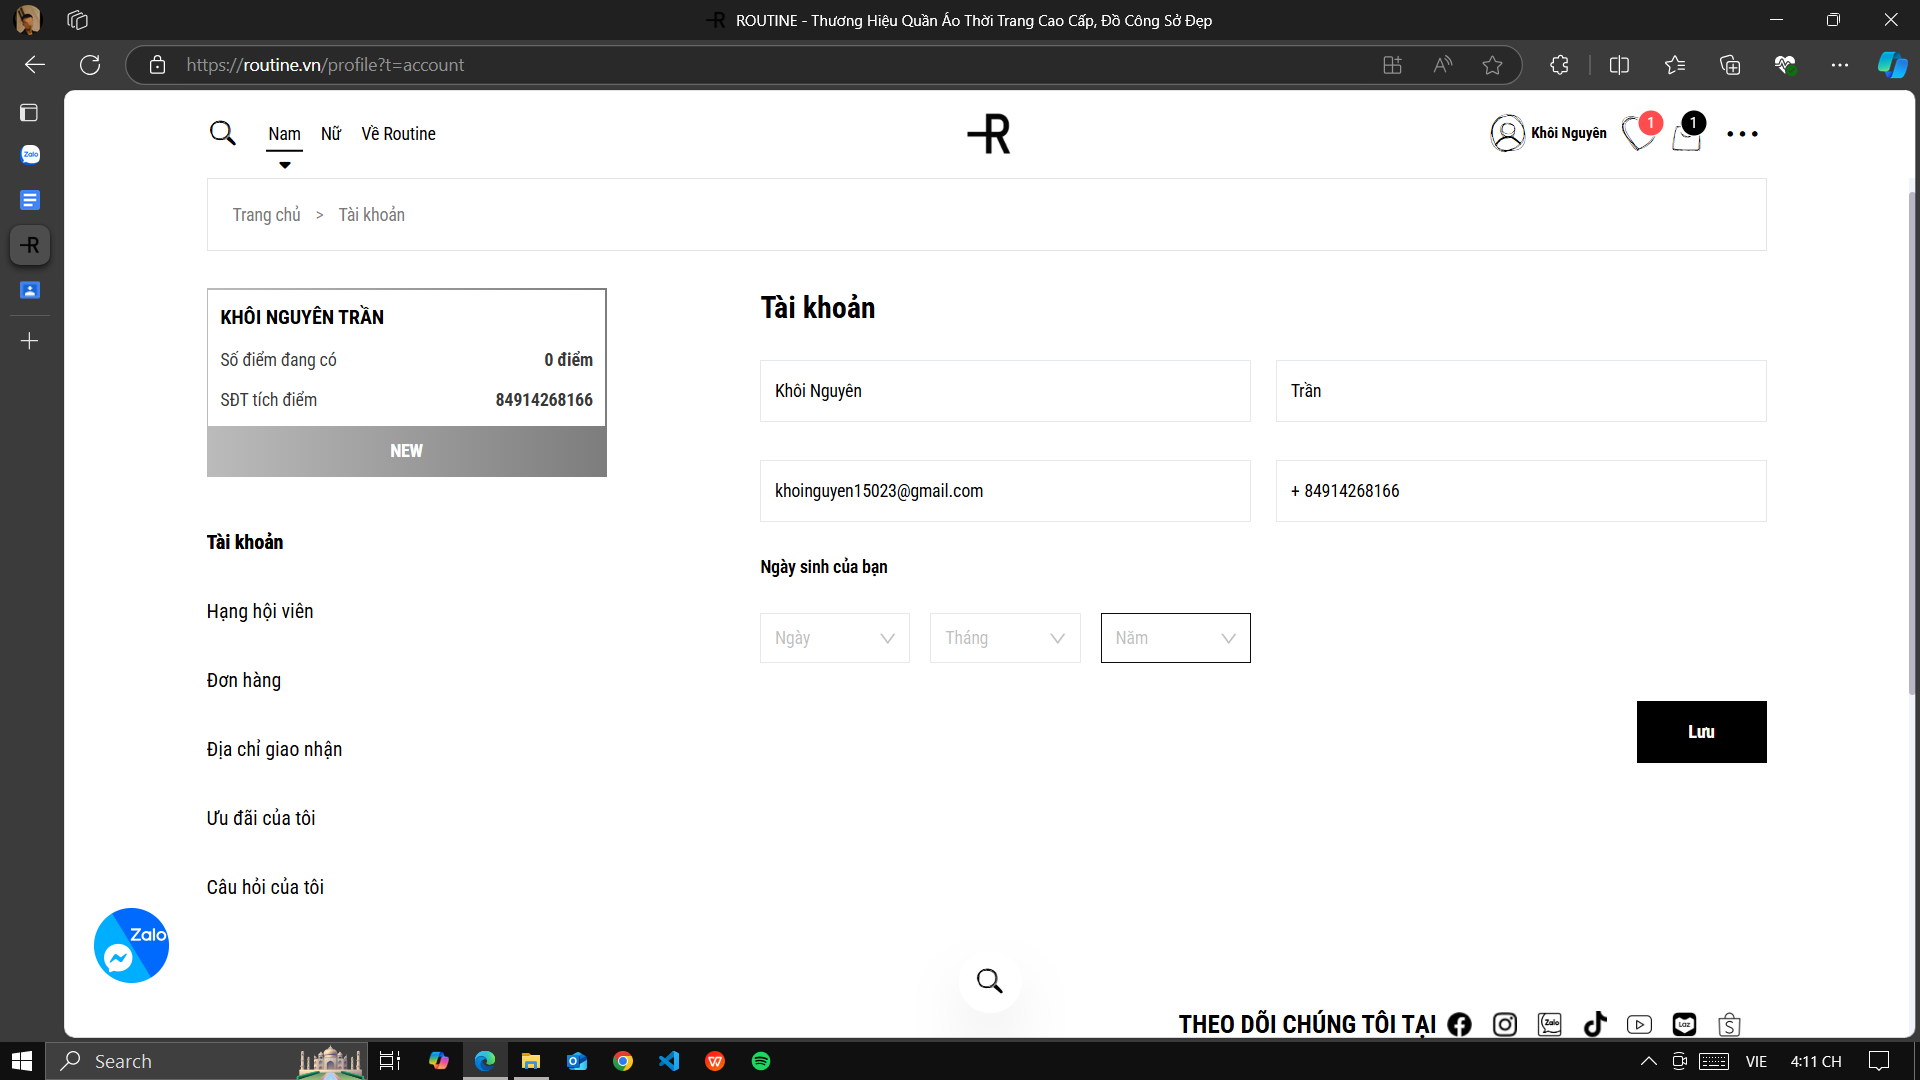 ROUTINE - Thương Hiệu Quần Áo Thời Trang Cao Cấp, Đồ Công Sở Đẹp
https://routine.vn/profile?t=account
Nam Nữ Về Routine
R
Khôi Nguyên 1 1
Trang chủ > Tài khoản
KHÔI NGUYÊN TRẦN
Số điểm đang có 0 điểm
SĐT tích điểm 84914268166
NEW
Tài khoản
Hạng hội viên
Đơn hàng
Địa chỉ giao nhận
Ưu đãi của tôi
Câu hỏi của tôi
Tài khoản
Khôi Nguyên Trần
khoinguyen15023@gmail.com + 84914268166
Ngày sinh của bạn
Ngày Tháng Năm
Lưu
Zalo
THEO DÕI CHÚNG TÔI TẠI
Search
VIE 4:11 CH